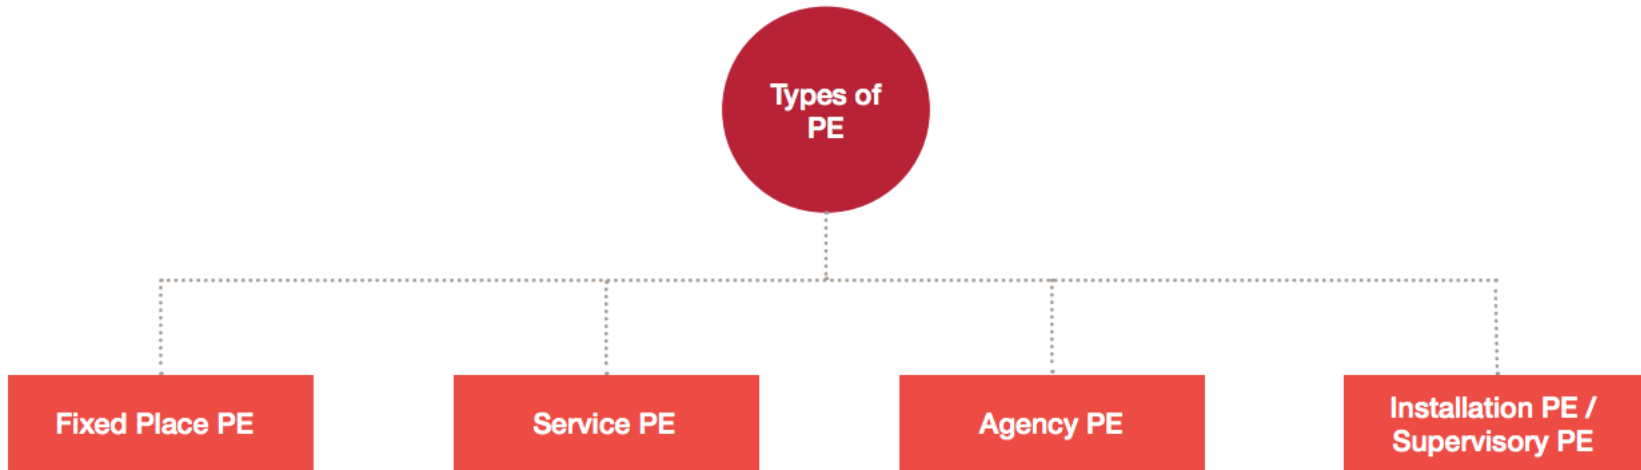 Types of
PE
Fixed Place PE
Service PE
Agency PE
Installation PE /
Supervisory PE